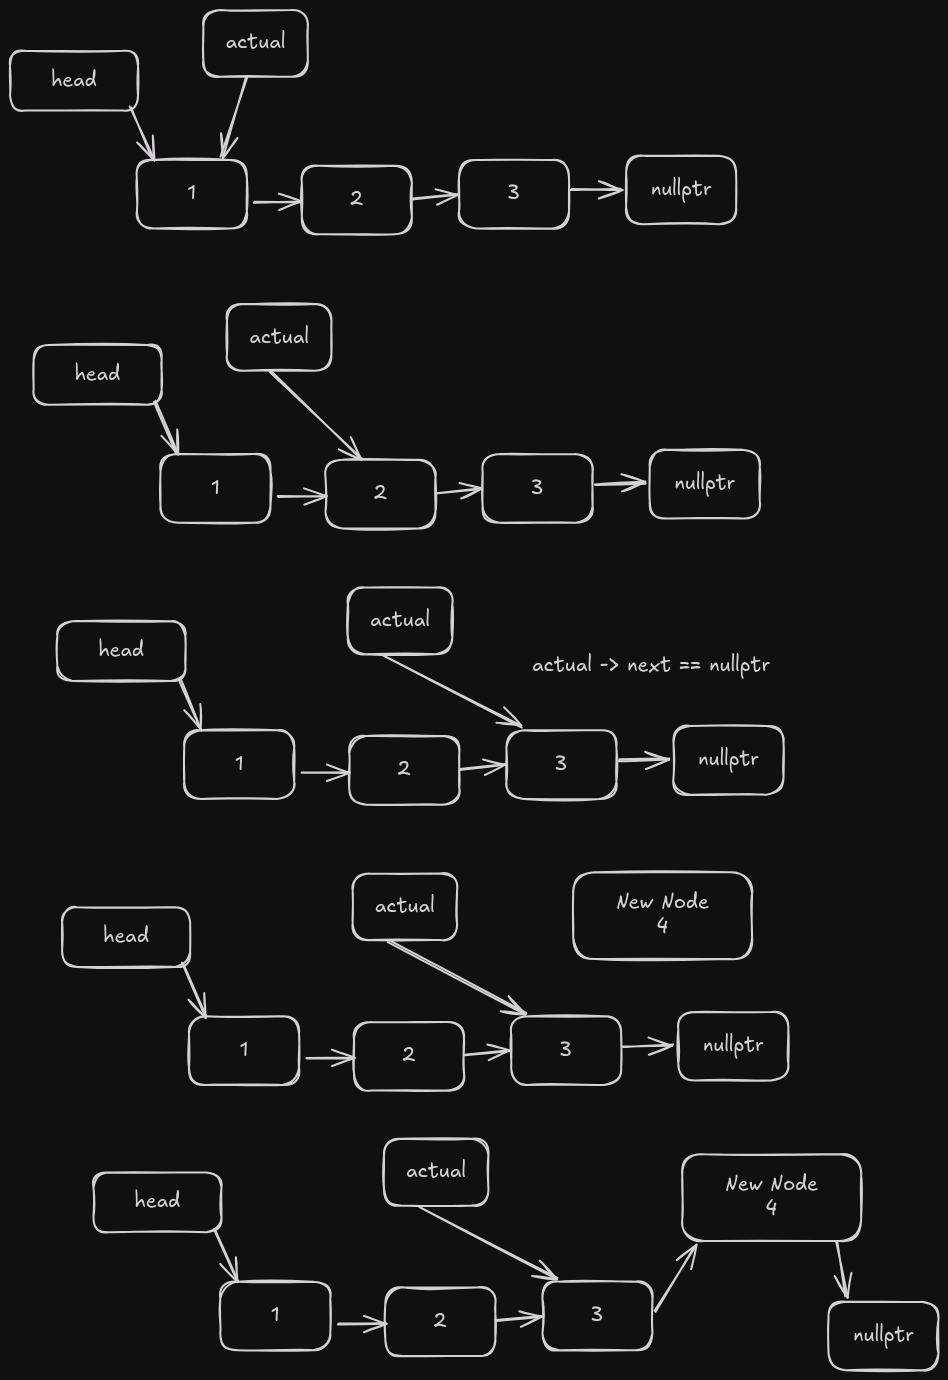 actual
head
1
2
3
nullptr
actual
head
1
2
3
nullptr
actual
head
actual -> next == nullptr
1
2
3
nullptr
actual
New Node
4
head
1
2
3
nullptr
actual
New Node
4
head
1
2
3
nullptr